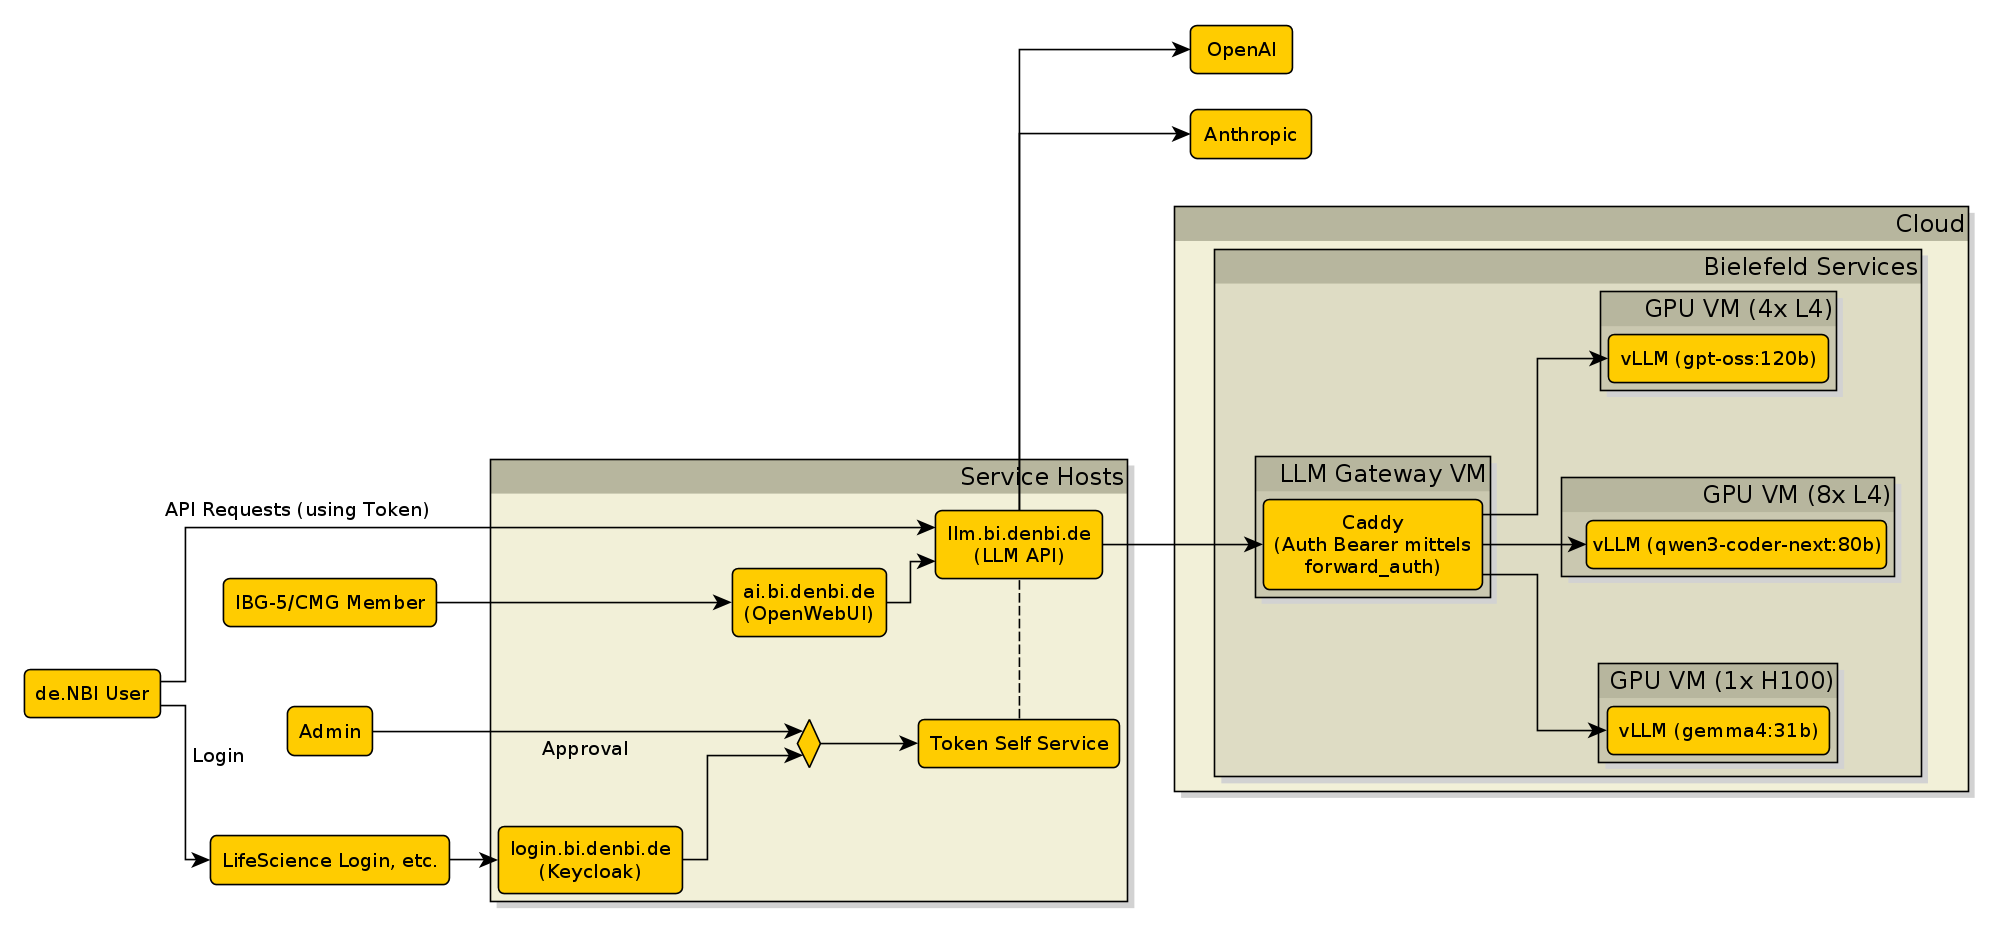 OpenAI
Anthropic
Cloud
Bielefeld Services
GPU VM (4x L4)
vLLM (gpt-oss:120b)
LLM Gateway VM
Caddy
(Auth Bearer mittels
forward_auth)
GPU VM (8x L4)
vLLM (qwen3-coder-next:80b)
GPU VM (1x H100)
vLLM (gemma4:31b)
Service Hosts
API Requests (using Token)
llm.bi.denbi.de
(LLM API)
IBG-5/CMG Member
ai.bi.denbi.de
(OpenWebUI)
de.NBI User
Admin
Approval
Token Self Service
Login
LifeScience Login, etc.
login.bi.denbi.de
(Keycloak)